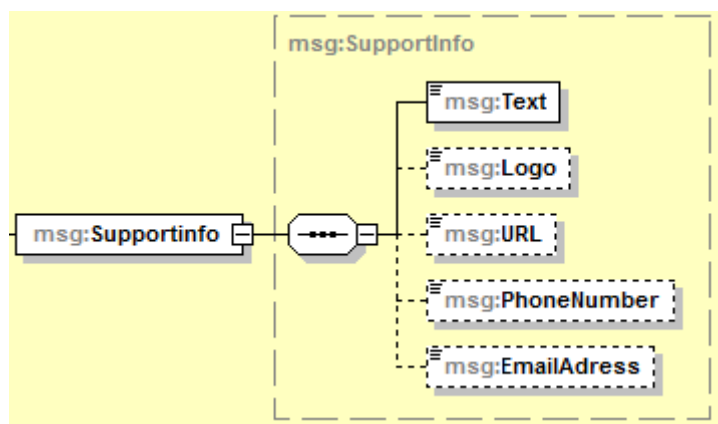 msg:SupportInfo
msg:Text
msg:Logo
msg:Supportinfo
msg:URL
msg:PhoneNumber
msg:EmailAdress